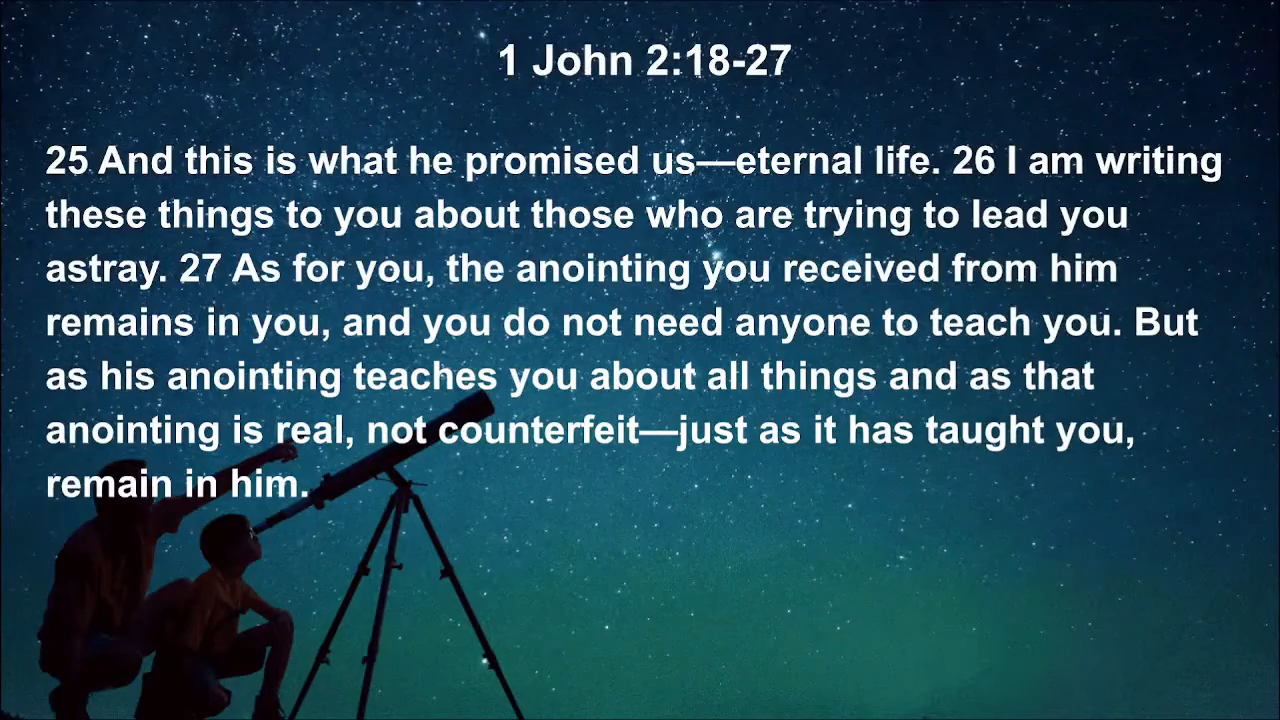 1 John 2:18-27
25 And this is what he promised us—eternal life. 26 I am writing
these things to you about those who are trying to lead you
astray. 27 As for you, the anointing you received from him
remains in you, and you do not need anyone to teach you. But
as his anointing teaches you about all things and as that
anointing is real, not counterfeit—just as it has taught you,
remain in him.